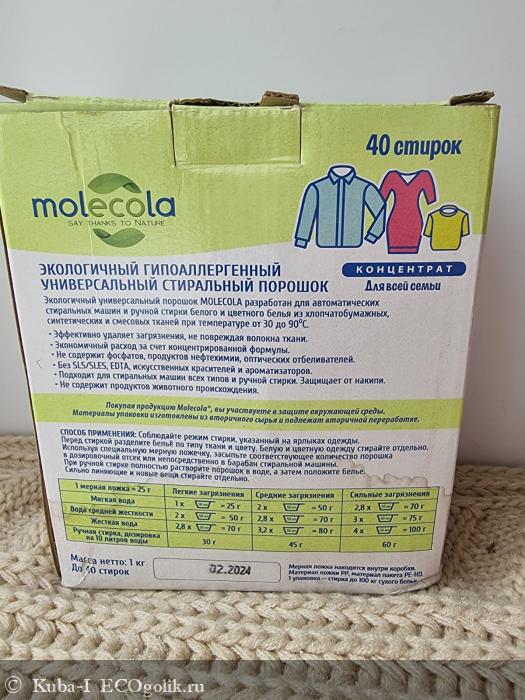 40 стирок
molecola
SAY THANKS TO NATURE
КОНЦЕНТРАТ
Для всей семьи
ЭКОЛОГИЧНЫЙ ГИПОАЛЛЕРГЕННЫЙ
УНИВЕРСАЛЬНЫЙ СТИРАЛЬНЫЙ ПОРОШОК
Экологичный универсальный порошок MOLECOLA разработан для автоматических
стиральных машин и ручной стирки белого и цветного белья из хлопчатобумажных,
синтетических и смесовых тканей при температуре от 30 до 90°С.
· Эффективно удаляет загрязнения, не повреждая волокна ткани.
· Экономичный расход за счет концентрированной формулы.
· Не содержит фосфатов, продуктов нефтехимии, оптических отбеливателей.
· Без SLS/SLES, EDTA, искусственных красителей и ароматизаторов.
· Подходит для стиральных машин всех типов и ручной стирки. Защищает от накипи.
· Не содержит продуктов животного происхождения.
Покупая продукцию Molecola®, вы участвуете в защите окружающей среды.
Материалы упаковки изготовлены из вторичного сырья и подлежат вторичной переработке.
СПОСОБ ПРИМЕНЕНИЯ: Соблюдайте режим стирки, указанный на ярлыках одежды.
Перед стиркой разделите бельё по типу ткани и цвету. Белую и цветную одежду стирайте отдельно.
Используя специальную мерную ложечку, засыпьте соответствующее количество порошка
в дозировочный отсек или непосредственно в барабан стиральной машины.
При ручной стирке полностью растворите порошок в воде, а затем положите белье.
Сильно линяющие и новые вещи стирайте отдельно.
1 мерная ложка = 25 г Легкие загрязнения Средние загрязнения Сильные загрязнения
Мягкая вода 1 x = 25 г 2 x = 50 г 2,8 x = 70 г
Вода средней жесткости 2 x = 50 г 2,8 x = 70 г 3 x = 75 г
Жесткая вода 2,8 x = 70 г 3,2 x = 80 г 4 x = 100 г
Ручная стирка, дозировка
на 10 литров воды 30 г 45 г 60 г
Масса нетто: 1 кг
До 40 стирок
02.2024
Мерная ложка находится внутри коробки.
Материал ложки PP, материал пакета PE-HD.
1 упаковка – стирка до 100 кг сухого белья.
© Kuba-I ECOgolik.ru